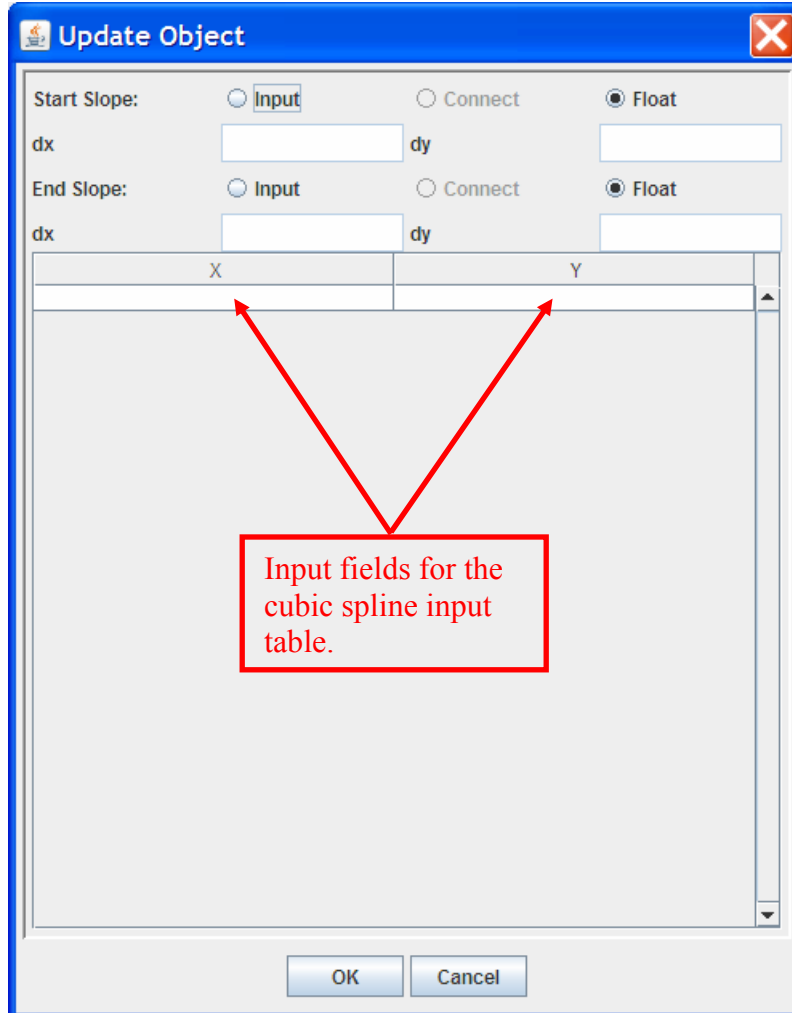 Update Object
Start Slope: Input Connect Float
dx dy
End Slope: Input Connect Float
dx dy
X Y
Input fields for the
cubic spline input
table.
OK Cancel